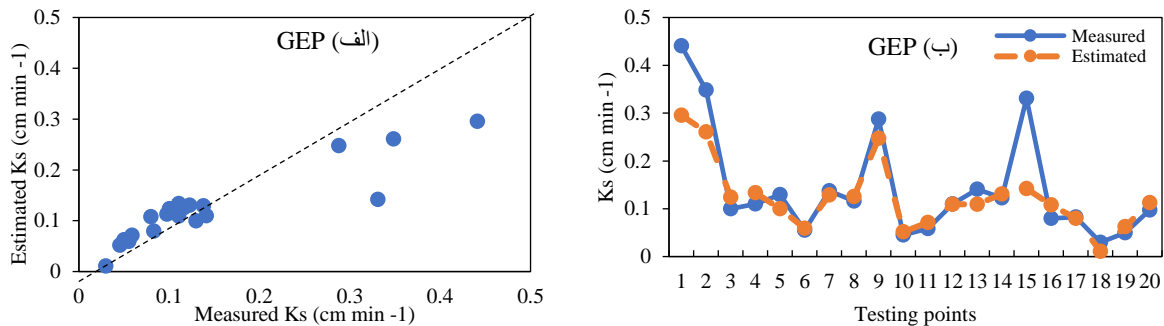 GEP (الف)
Estimated Ks (cm min -1)
0.5
0.4
0.3
0.2
0.1
0
0 0.1 0.2 0.3 0.4 0.5
Measured Ks (cm min -1)
GEP (ب)
Measured
Estimated
Ks (cm min -1)
0.5
0.4
0.3
0.2
0.1
0
1 2 3 4 5 6 7 8 9 10 11 12 13 14 15 16 17 18 19 20
Testing points